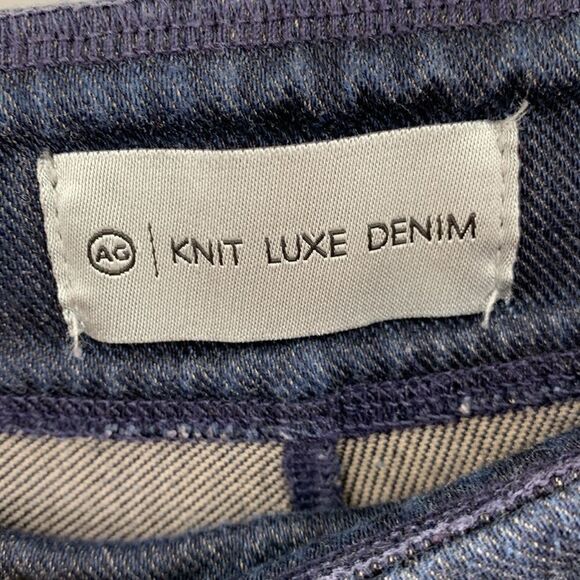 AG | KNIT LUXE DENIM